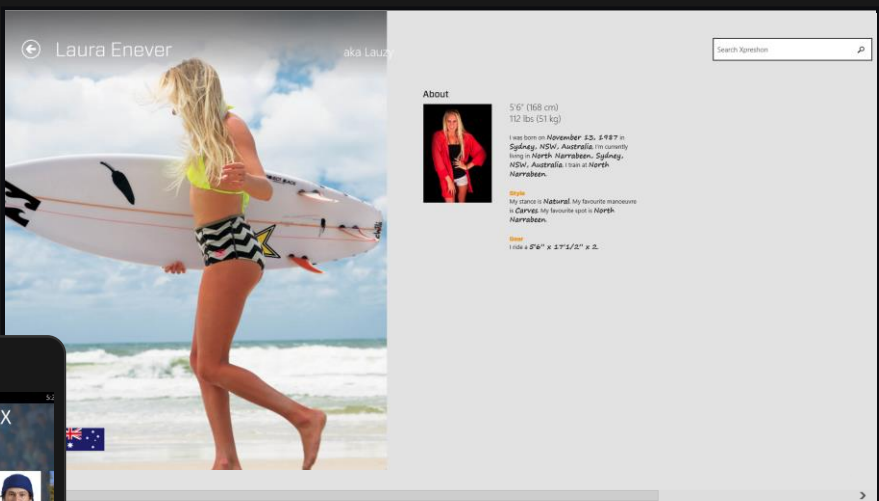 Laura Enever
aka Lauzy
Search Xpreshon
About
5'6" (168 cm)
112 lbs (51 kg)
I was born on November 13, 1987 in
Sydney, NSW, Australia. I'm currently
living in North Narrabeen, Sydney,
NSW, Australia. I train at North
Narrabeen.
Style
My stance is Natural. My favourite manoeuvre
is Carves. My favourite spot is North
Narrabeen.
Gear
I ride a 5'6" x 17'1/2" x 2.
X